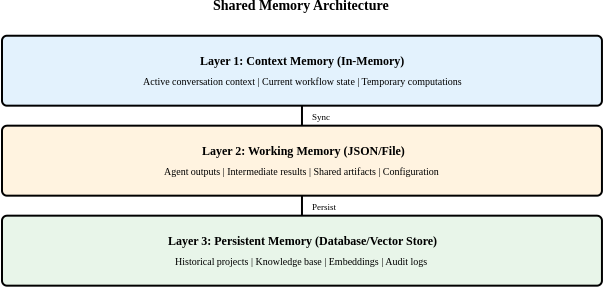 Shared Memory Architecture
Layer 1: Context Memory (In-Memory)
Active conversation context | Current workflow state | Temporary computations
Sync
Layer 2: Working Memory (JSON/File)
Agent outputs | Intermediate results | Shared artifacts | Configuration
Persist
Layer 3: Persistent Memory (Database/Vector Store)
Historical projects | Knowledge base | Embeddings | Audit logs